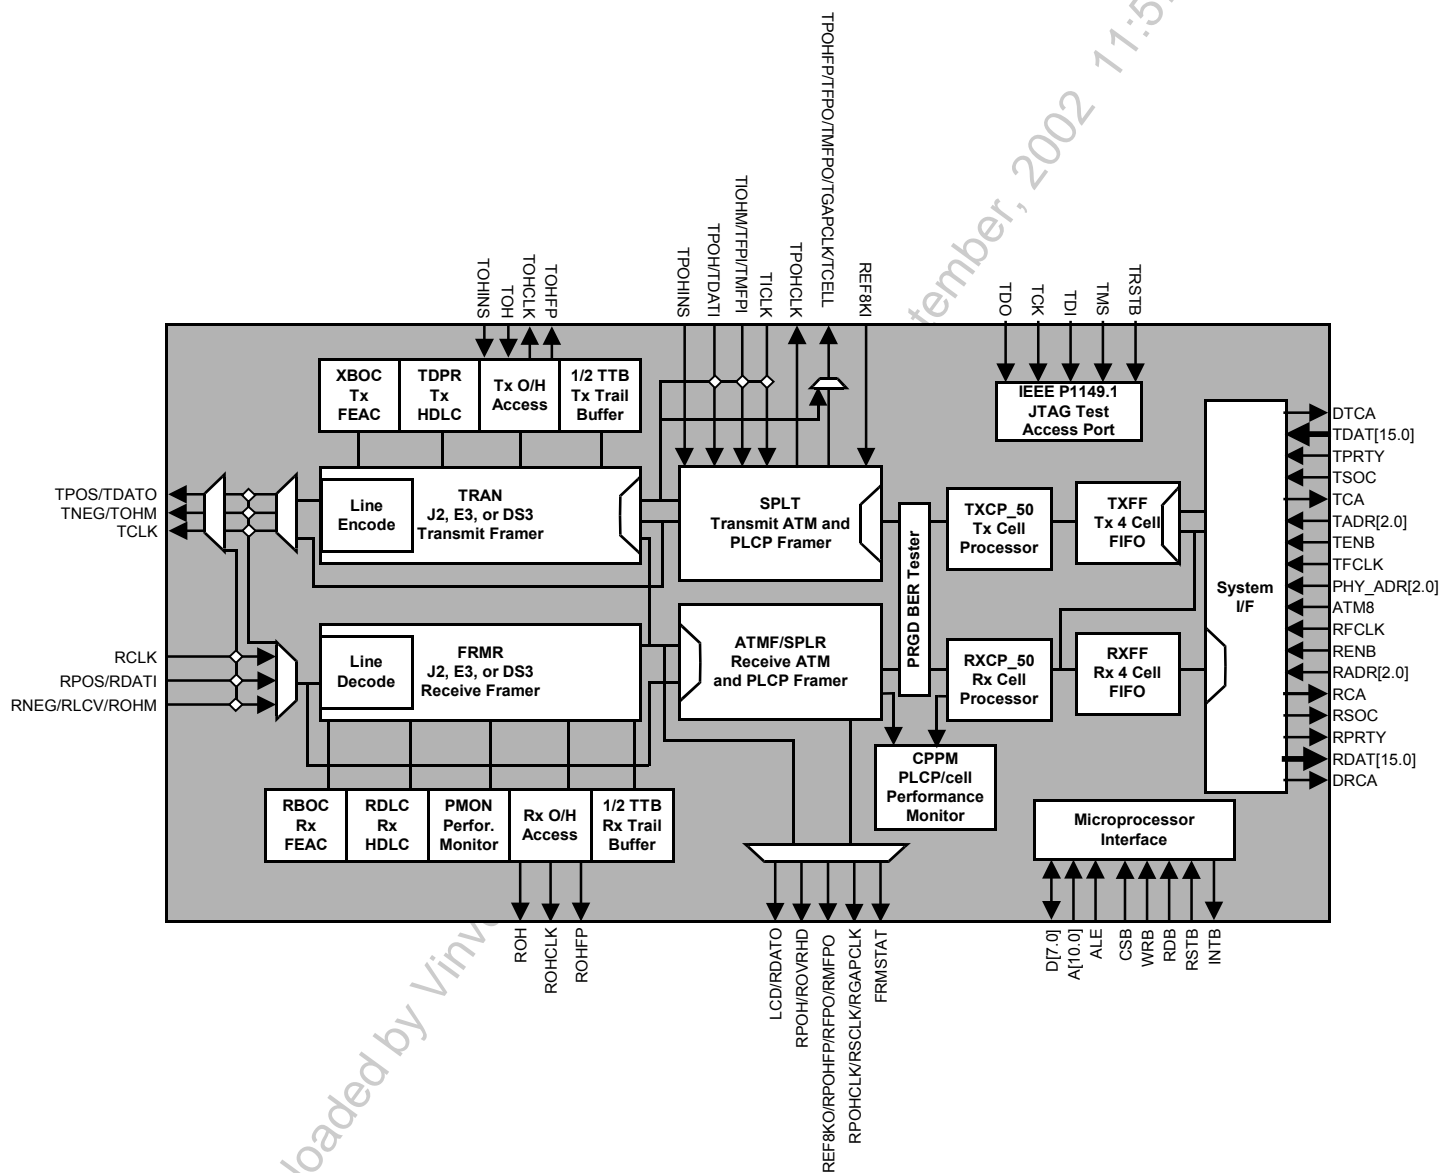 TOHINS
TOH
TOHCLK
TOHFP
TPOHINS
TPOH/TDATI
TIOHM/TFPI/TMFPI
TICLK
TPOHCLK
TPOHFP/TFPO/TMFPO/TGAPCLK/TCELL
REF8KI
TDO
TCK
TDI
TMS
TRSTB
XBOC
Tx
FEAC
TDPR
Tx
HDLC
Tx O/H
Access
1/2 TTB
Tx Trail
Buffer
IEEE P1149.1
JTAG Test
Access Port
TPOS/TDATO
TNEG/TOHM
TCLK
Line
Encode
TRAN
J2, E3, or DS3
Transmit Framer
SPLT
Transmit ATM and
PLCP Framer
PRGD BER Tester
TXCP_50
Tx Cell
Processor
TXFF
Tx 4 Cell
FIFO
System
I/F
DTCA
TDAT[15.0]
TPRTY
TSOC
TCA
TADR[2.0]
TENB
TFCLK
PHY_ADR[2.0]
ATM8
RFCLK
RENB
RADR[2.0]
RCA
RSOC
RPRTY
RDAT[15.0]
DRCA
RCLK
RPOS/RDATI
RNEG/RLCV/ROHM
Line
Decode
FRMR
J2, E3, or DS3
Receive Framer
ATMF/SPLR
Receive ATM
and PLCP Framer
RXCP_50
Rx Cell
Processor
RXFF
Rx 4 Cell
FIFO
CPPM
PLCP/cell
Performance
Monitor
RBOC
Rx
FEAC
RDLC
Rx
HDLC
PMON
Perfor.
Monitor
Rx O/H
Access
1/2 TTB
Rx Trail
Buffer
Microprocessor
Interface
ROH
ROHCLK
ROHFP
LCD/RDATO
RPOH/ROVRHD
REF8KO/RPOHFP/RFPO/RMFPO
RPOHCLK/RSCLK/RGAPCLK
FRMSTAT
D[7.0]
A[10.0]
ALE
CSB
WRB
RDB
RSTB
INTB
2002 11:5
by